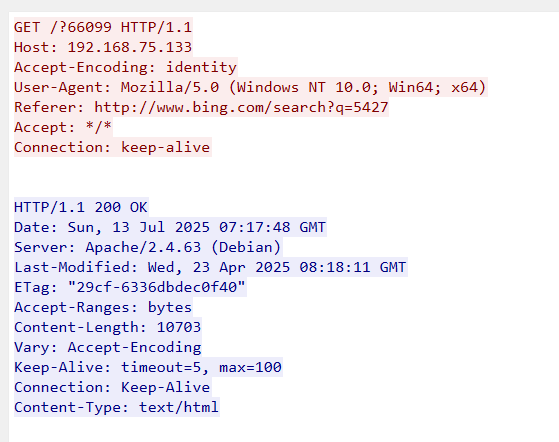 GET /?66099 HTTP/1.1
Host: 192.168.75.133
Accept-Encoding: identity
User-Agent: Mozilla/5.0 (Windows NT 10.0; Win64; x64)
Referer: http://www.bing.com/search?q=5427
Accept: */*
Connection: keep-alive
HTTP/1.1 200 OK
Date: Sun, 13 Jul 2025 07:17:48 GMT
Server: Apache/2.4.63 (Debian)
Last-Modified: Wed, 23 Apr 2025 08:18:11 GMT
ETag: "29cf-6336dbdec0f40"
Accept-Ranges: bytes
Content-Length: 10703
Vary: Accept-Encoding
Keep-Alive: timeout=5, max=100
Connection: Keep-Alive
Content-Type: text/html